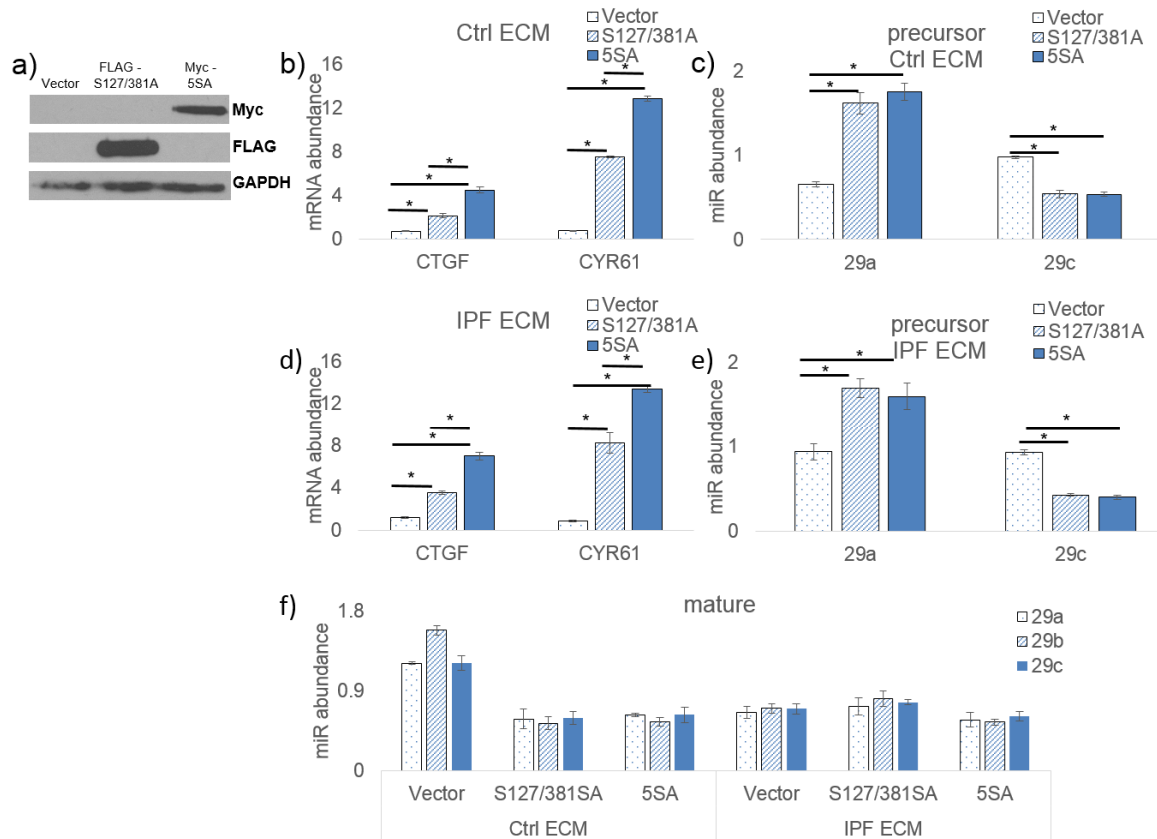 a)
Vector
FLAG -
S127/381A
Myc -
5SA
Myc
FLAG
GAPDH
b)
Ctrl ECM
Vector
S127/381A
5SA
mRNA abundance
16
12
8
4
0
* * * * * *
CTGF
CYR61
c)
precursor
Ctrl ECM
Vector
S127/381A
5SA
miR abundance
2
1
0
* * * *
29a
29c
d)
IPF ECM
Vector
S127/381A
5SA
mRNA abundance
16
12
8
4
0
* * * * * *
CTGF
CYR61
e)
precursor
IPF ECM
Vector
S127/381A
5SA
miR abundance
2
1
0
* * * *
29a
29c
f)
mature
29a
29b
29c
miR abundance
1.8
0.9
0
Vector S127/381SA 5SA Vector S127/381SA 5SA
Ctrl ECM IPF ECM